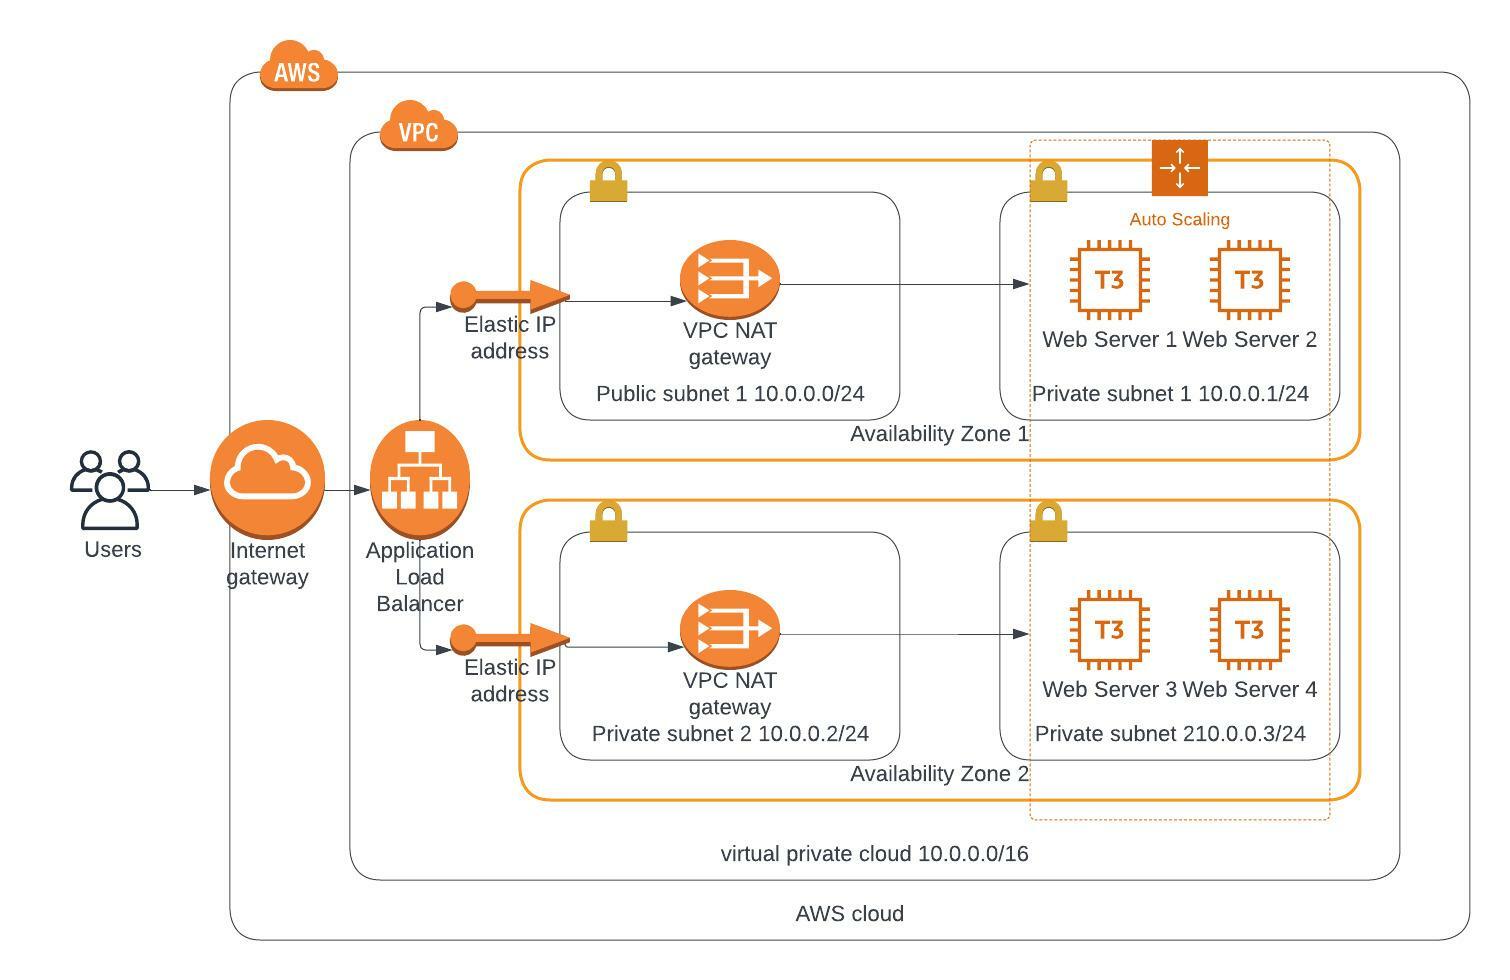 AWS
VPC
Auto Scaling
T3
T3
Web Server 1
Web Server 2
Elastic IP
address
VPC NAT
gateway
Public subnet 1 10.0.0.0/24
Private subnet 1 10.0.0.1/24
Availability Zone 1
Users
Internet
gateway
Application
Load
Balancer
T3
T3
Web Server 3
Web Server 4
Elastic IP
address
VPC NAT
gateway
Private subnet 2 10.0.0.2/24
Private subnet 210.0.0.3/24
Availability Zone 2
virtual private cloud 10.0.0.0/16
AWS cloud